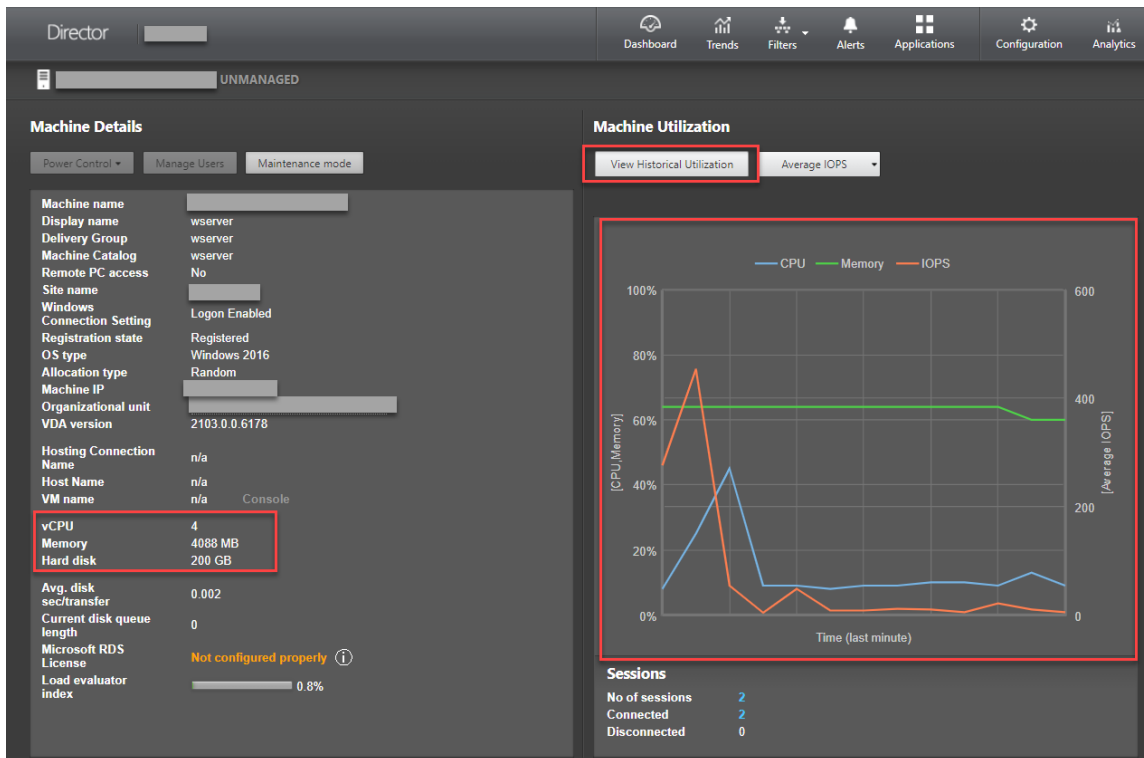 Director
Dashboard Trends Filters Alerts Applications Configuration Analytics
UNMANAGED
Machine Details
Power Control Manage Users Maintenance mode
Machine name
Display name wserver
Delivery Group wserver
Machine Catalog wserver
Remote PC access No
Site name
Windows
Connection Setting Logon Enabled
Registration state Registered
OS type Windows 2016
Allocation type Random
Machine IP
Organizational unit
VDA version 2103.0.0.6178
Hosting Connection
Name n/a
Host Name n/a
VM name n/a Console
vCPU 4
Memory 4088 MB
Hard disk 200 GB
Avg. disk
sec/transfer 0.002
Current disk queue
length 0
Microsoft RDS
License Not configured properly
Load evaluator
index 0.8%
Machine Utilization
View Historical Utilization Average IOPS
CPU Memory IOPS
100% 600
80%
400
60%
40%
200
20%
0% 0
[CPU,Memory]
[Average IOPS]
Time (last minute)
Sessions
No of sessions 2
Connected 2
Disconnected 0